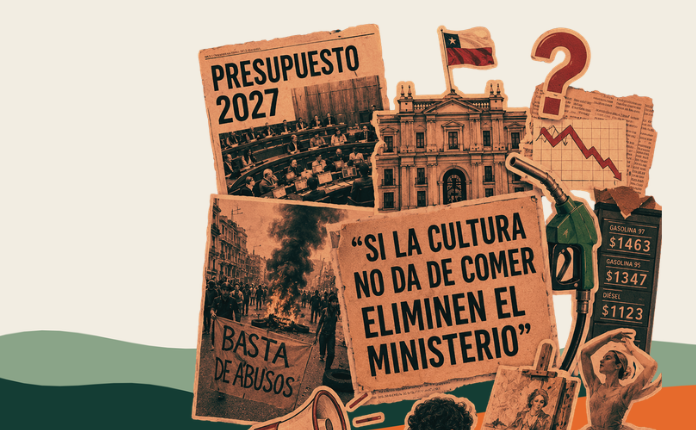 PRESUPUESTO
2027
“SI LA CULTURA
NO DA DE COMER
ELIMINEN EL
MINISTERIO”
GASOLINA 97
$1463
GASOLINA 95
$1347
DIÉSEL
$1123
BASTA
DE ABUSOS